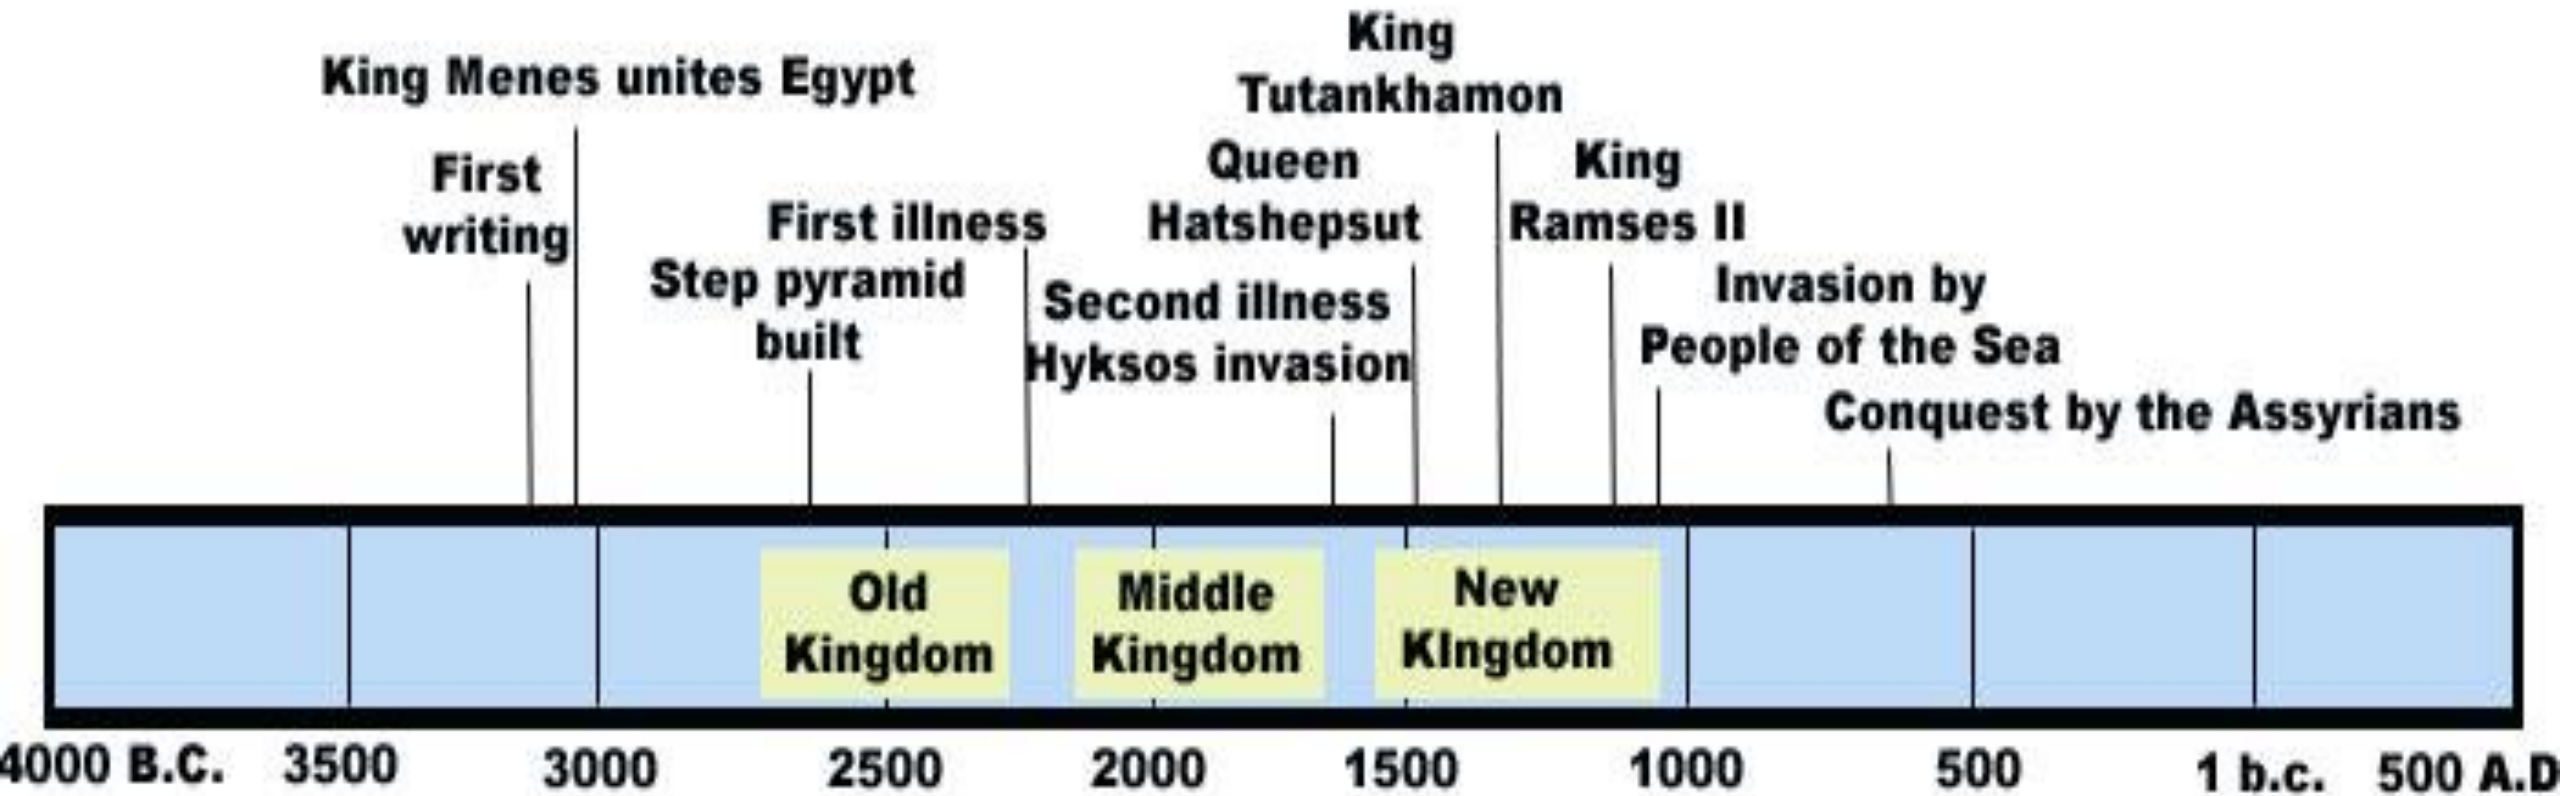 King
Tutankhamon
King Menes unites Egypt
First
writing
Queen
Hatshepsut
King
Ramses II
First illness
Step pyramid
built
Second illness
Hyksos invasion
Invasion by
People of the Sea
Conquest by the Assyrians
Old
Kingdom
Middle
Kingdom
New
KIngdom
4000 B.C. 3500 3000 2500 2000 1500 1000 500 1 b.c. 500 A.D